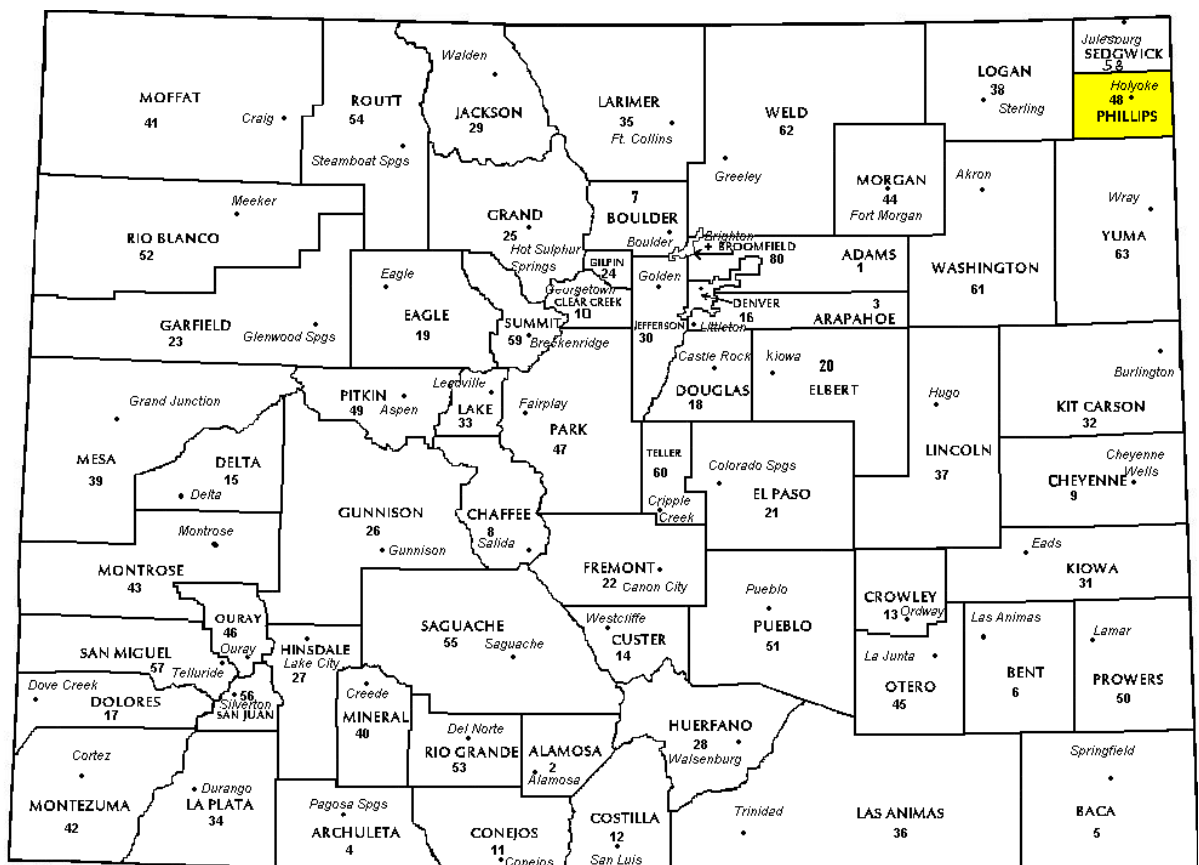 MOFFAT
41
Craig
ROUTT
54
Steamboat Spgs
Walden
JACKSON
29
LARIMER
35
Ft. Collins
WELD
62
Greeley
LOGAN
38
Sterling
Julesburg
SEDGWICK
58
Holyoke
48
PHILLIPS
Meeker
RIO BLANCO
52
GRAND
25
Hot Sulphur
Springs
7
BOULDER
Boulder
MORGAN
44
Fort Morgan
Akron
WASHINGTON
61
Wray
YUMA
63
Brighton
+ BROOMFIELD
80
ADAMS
1
GILPIN
24
Golden
Georgetown
CLEAR CREEK
10
DENVER
16
3
ARAPAHOE
Littleton
JEFFERSON
30
GARFIELD
23
Glenwood Spgs
Eagle
EAGLE
19
SUMMIT
59
Breckenridge
Castle Rock
DOUGLAS
18
kiowa
20
ELBERT
Hugo
LINCOLN
37
Burlington
KIT CARSON
32
Grand Junction
MESA
39
PITKIN
49
Aspen
Leadville
LAKE
33
Fairplay
PARK
47
TELLER
60
Cripple
Creek
Colorado Spgs
EL PASO
21
Cheyenne
Wells
CHEYENNE
9
DELTA
15
Delta
GUNNISON
26
Gunnison
CHAFFEE
8
Salida
Montrose
MONTROSE
43
FREMONT
22
Canon City
Pueblo
PUEBLO
51
CROWLEY
13
Ordway
Eads
KIOWA
31
OURAY
46
Ouray
HINSDALE
Lake City
27
SAGUACHE
55
Saguache
Westcliffe
CUSTER
14
La Junta
OTERO
45
Las Animas
BENT
6
Lamar
PROWERS
50
SAN MIGUEL
57
Telluride
Dove Creek
DOLORES
17
56
Silverton
SAN JUAN
Creede
MINERAL
40
Del Norte
RIO GRANDE
53
ALAMOSA
2
Alamosa
HUERFANO
28
Walsenburg
Cortez
MONTEZUMA
42
Durango
LA PLATA
34
Pagosa Spgs
ARCHULETA
4
CONEJOS
11
Conejos
COSTILLA
12
San Luis
Trinidad
LAS ANIMAS
36
Springfield
BACA
5